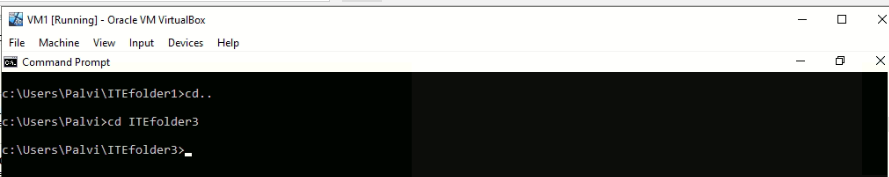 VM1 [Running] - Oracle VM VirtualBox
File Machine View Input Devices Help
Command Prompt
c:\Users\Palvi\ITEfolder1>cd..
c:\Users\Palvi>cd ITEfolder3
c:\Users\Palvi\ITEfolder3>